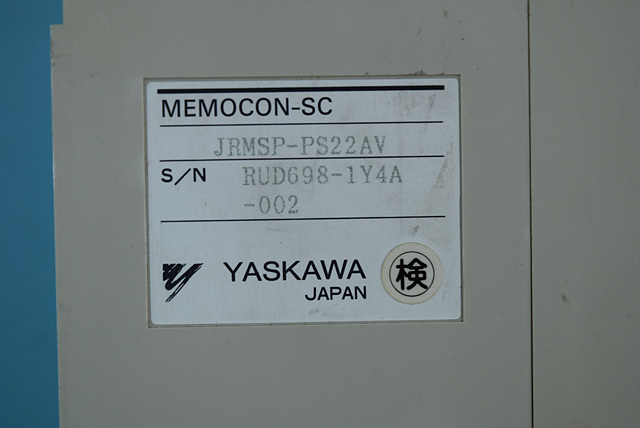 MEMOCON-SC
JRMSP-PS22AV
S/N RUD698-1Y4A
-002
YASKAWA
JAPAN
検